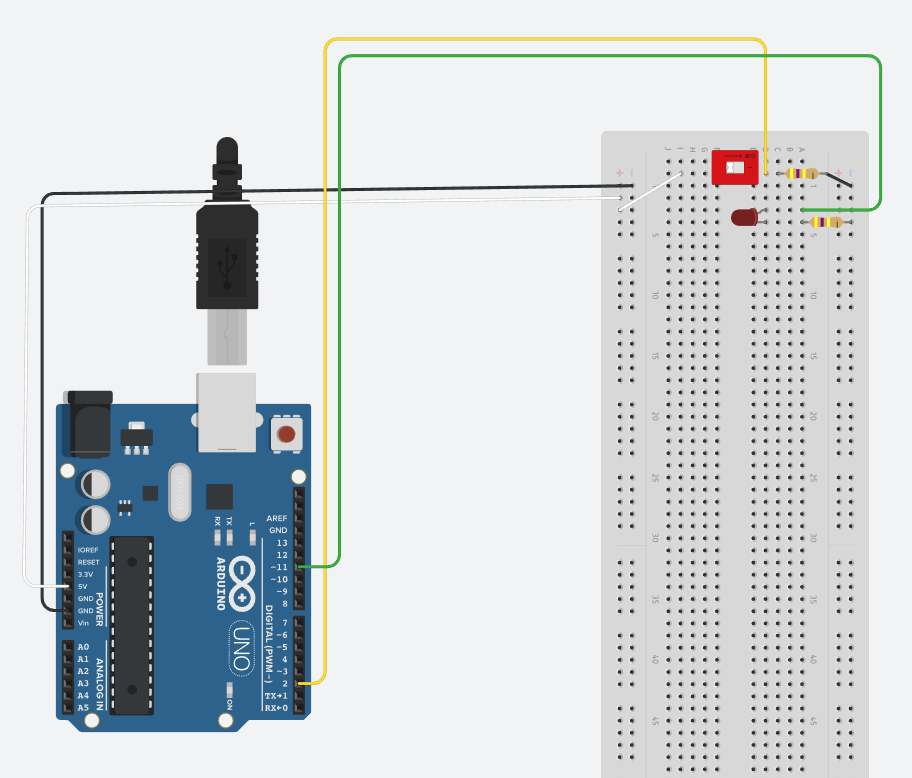 J I H G F E D C B A
+ - + -
1 1
5 5
10 10
15 15
20 20
25 25
30 30
35 35
40 40
45 45
AREF
GND
13
12
~11
~10
~9
8
7
~6
~5
4
~3
2
TX→1
RX←0
IOREF
RESET
3.3V
5V
GND
GND
Vin
A0
A1
A2
A3
A4
A5
POWER
ANALOG IN
RX
TX
L
ARDUINO
UNO
DIGITAL (PWM~)
ON